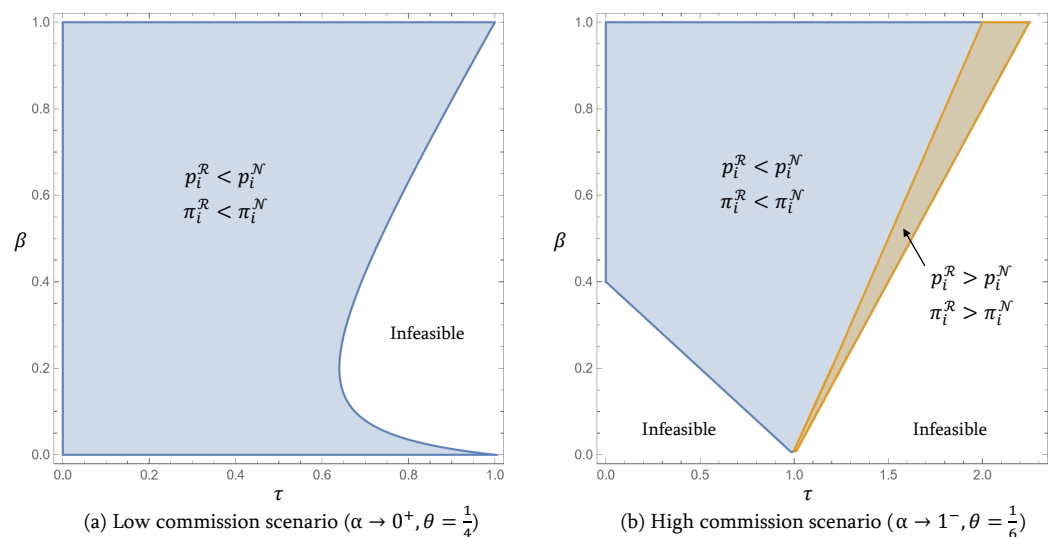 1.0
0.8
0.6
0.4
0.2
0.0
β
p_i^ℛ < p_i^𝒩
π_i^ℛ < π_i^𝒩
Infeasible
0.0 0.2 0.4 0.6 0.8 1.0
τ
(a) Low commission scenario (α → 0⁺, θ = 1/4)
1.0
0.8
0.6
0.4
0.2
0.0
β
p_i^ℛ < p_i^𝒩
π_i^ℛ < π_i^𝒩
p_i^ℛ > p_i^𝒩
π_i^ℛ > π_i^𝒩
Infeasible
Infeasible
0.0 0.5 1.0 1.5 2.0
τ
(b) High commission scenario (α → 1⁻, θ = 1/6)